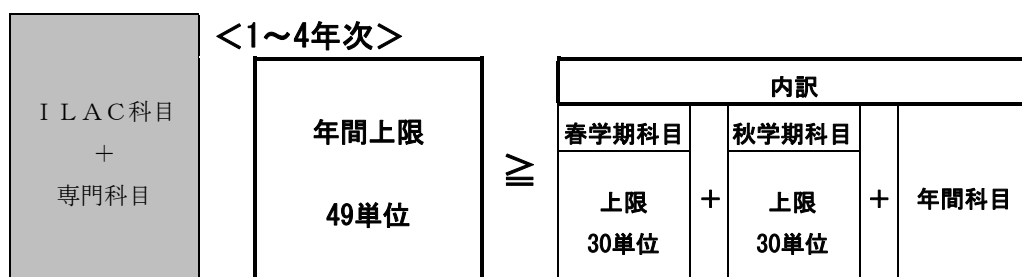 ＩＬＡＣ科目
＋
専門科目
＜1～4年次＞
年間上限
49単位
≧
内訳
春学期科目
上限
30単位
＋
秋学期科目
上限
30単位
＋
年間科目